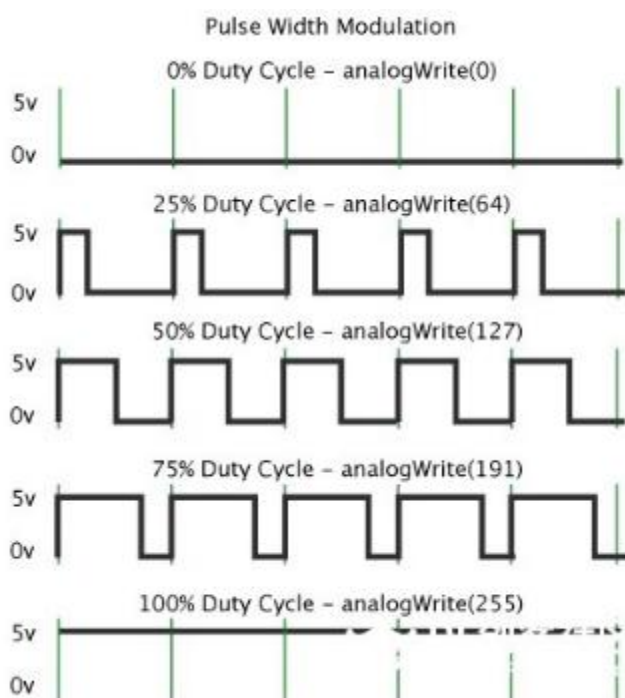 Pulse Width Modulation
0% Duty Cycle – analogWrite(0)
5v
0v
25% Duty Cycle – analogWrite(64)
5v
0v
50% Duty Cycle – analogWrite(127)
5v
0v
75% Duty Cycle – analogWrite(191)
5v
0v
100% Duty Cycle – analogWrite(255)
5v
0v